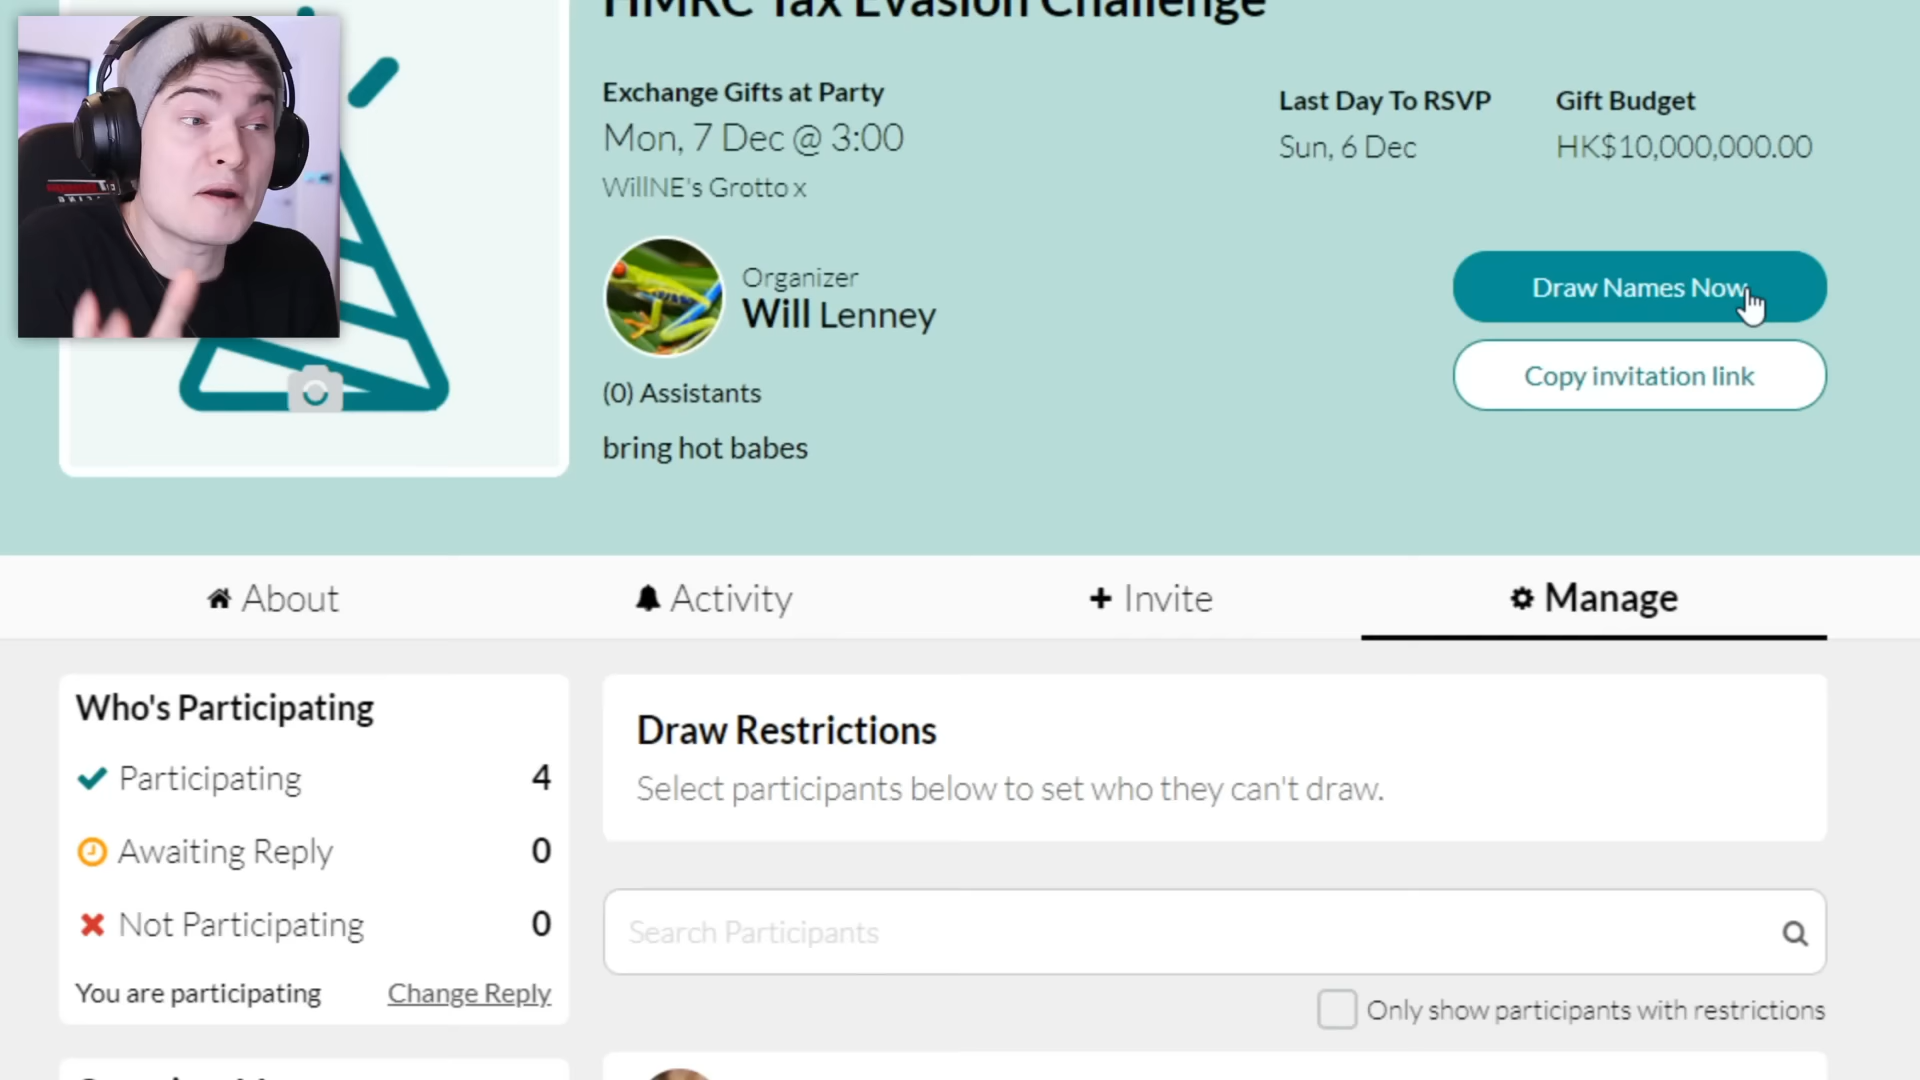 HMRC Tax Evasion Challenge
Exchange Gifts at Party
Mon, 7 Dec @ 3:00
WillNE's Grotto x
Last Day To RSVP
Sun, 6 Dec
Gift Budget
HK$10,000,000.00
Organizer
Will Lenney
(0) Assistants
bring hot babes
Draw Names Now
Copy invitation link
About
Activity
Invite
Manage
Who's Participating
Participating 4
Awaiting Reply 0
Not Participating 0
You are participating Change Reply
Draw Restrictions
Select participants below to set who they can't draw.
Search Participants
Only show participants with restrictions